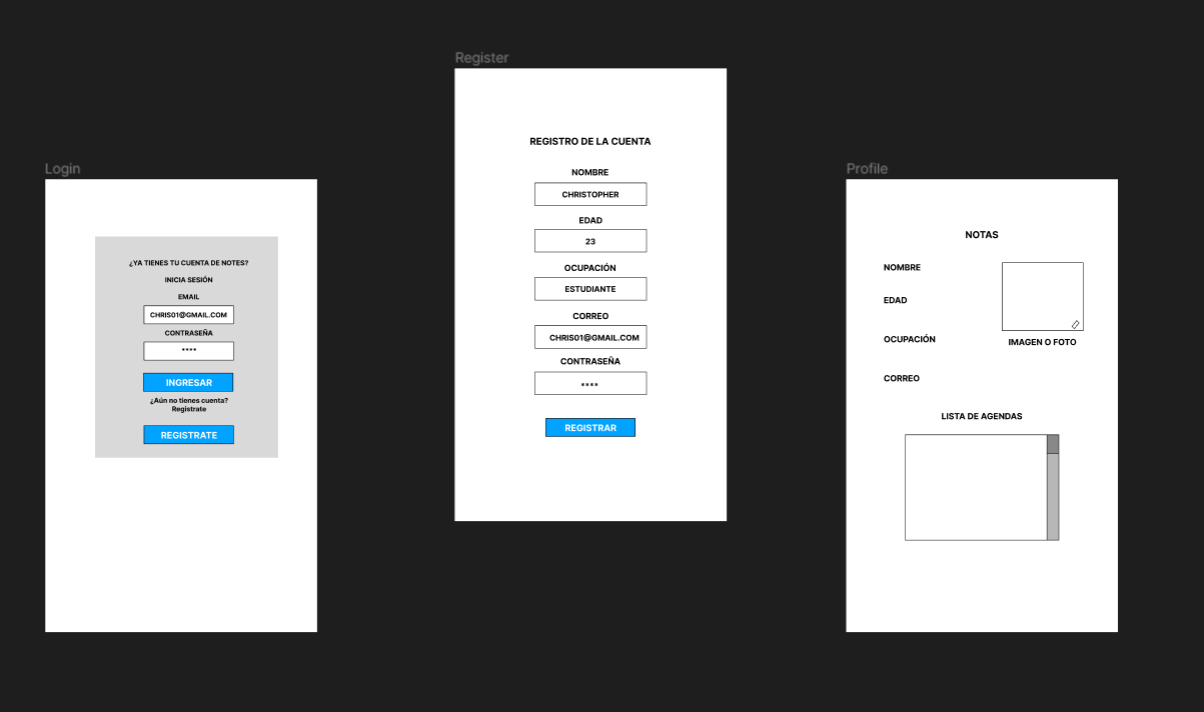 Login
¿YA TIENES TU CUENTA DE NOTES?
INICIA SESIÓN
EMAIL
CHRIS01@GMAIL.COM
CONTRASEÑA
****
INGRESAR
¿Aún no tienes cuenta?
Registrate
REGISTRATE
Register
REGISTRO DE LA CUENTA
NOMBRE
CHRISTOPHER
EDAD
23
OCUPACIÓN
ESTUDIANTE
CORREO
CHRIS01@GMAIL.COM
CONTRASEÑA
****
REGISTRAR
Profile
NOTAS
NOMBRE
EDAD
OCUPACIÓN
IMAGEN O FOTO
CORREO
LISTA DE AGENDAS